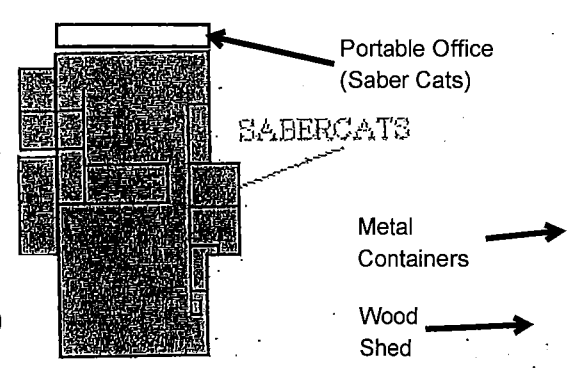 Portable Office
(Saber Cats)
SABERCATS
Metal
Containers
Wood
Shed